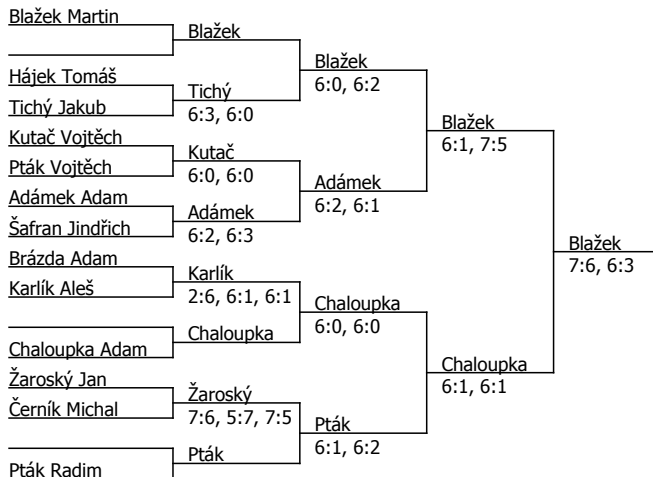 Blažek Martin
Hájek Tomáš
Tichý Jakub
Kutač Vojtěch
Pták Vojtěch
Adámek Adam
Šafran Jindřich
Brázda Adam
Karlík Aleš
Chaloupka Adam
Žaroský Jan
Černík Michal
Pták Radim
Blažek
Tichý
6:3, 6:0
Kutač
6:0, 6:0
Adámek
6:2, 6:3
Karlík
2:6, 6:1, 6:1
Chaloupka
Žaroský
7:6, 5:7, 7:5
Pták
Blažek
6:0, 6:2
Adámek
6:2, 6:1
Chaloupka
6:0, 6:0
Pták
6:1, 6:2
Blažek
6:1, 7:5
Chaloupka
6:1, 6:1
Blažek
7:6, 6:3